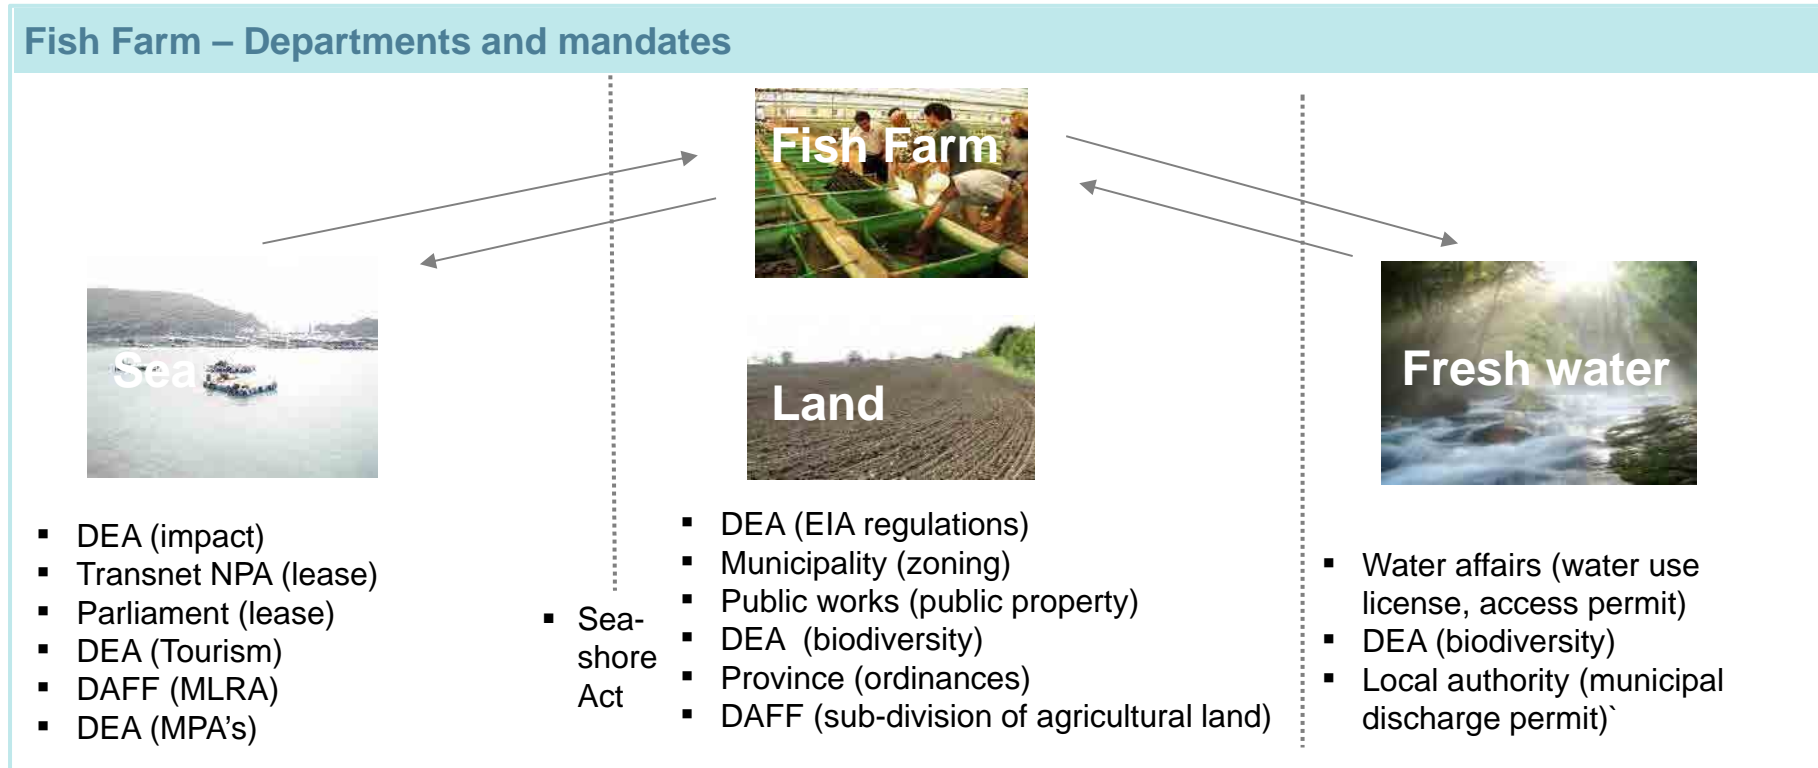 Fish Farm – Departments and mandates
Fish Farm
Sea
Land
Fresh water
▪ DEA (impact)
▪ Transnet NPA (lease)
▪ Parliament (lease)
▪ DEA (Tourism)
▪ DAFF (MLRA)
▪ DEA (MPA's)
▪ Sea-
shore
Act
▪ DEA (EIA regulations)
▪ Municipality (zoning)
▪ Public works (public property)
▪ DEA  (biodiversity)
▪ Province (ordinances)
▪ DAFF (sub-division of agricultural land)
▪ Water affairs (water use
license, access permit)
▪ DEA (biodiversity)
▪ Local authority (municipal
discharge permit)`